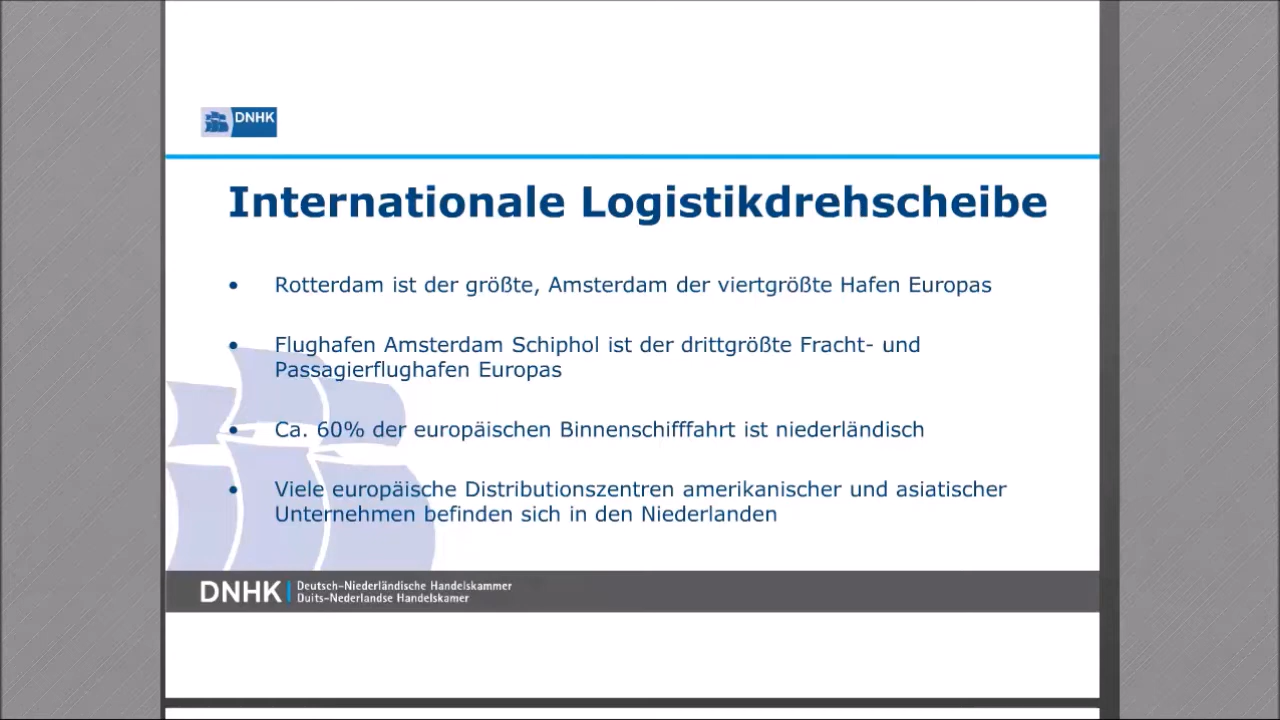 DNHK
Internationale Logistikdrehscheibe
• Rotterdam ist der größte, Amsterdam der viertgrößte Hafen Europas
• Flughafen Amsterdam Schiphol ist der drittgrößte Fracht- und
Passagierflughafen Europas
• Ca. 60% der europäischen Binnenschifffahrt ist niederländisch
• Viele europäische Distributionszentren amerikanischer und asiatischer
Unternehmen befinden sich in den Niederlanden
DNHK | Deutsch-Niederländische Handelskammer
Duits-Nederlandse Handelskamer